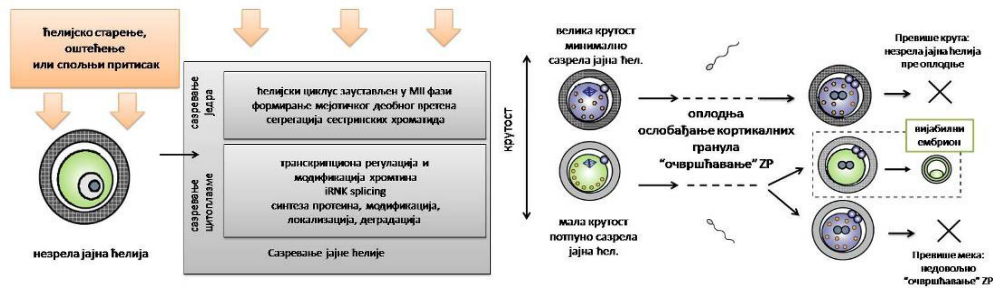 ћелијско старење,
оштећење
или спољни притисак
незрела јајна ћелија
сазревање
једра
ћелијски циклус заустављен у MII фази
формирање мејотичког деобног вретена
сегрегација сестринских хроматида
сазревање
цитоплазме
транскрипциона регулација и
модификација хромтина
iRNK splicing
синтеза протеина, модификација,
локализација, деградација
Сазревање јајне ћелије
крутост
велика крутост
минимално
сазрела јајна ћел.
мала крутост
потпуно сазрела
јајна ћел.
оплодња
ослобађање кортикалних
гранула
"очвршћавање" ZP
Превише крута:
незрела јајна ћелија
пре оплодње
вијабилни
ембрион
Превише мека:
недовољно
"очвршћавање" ZP